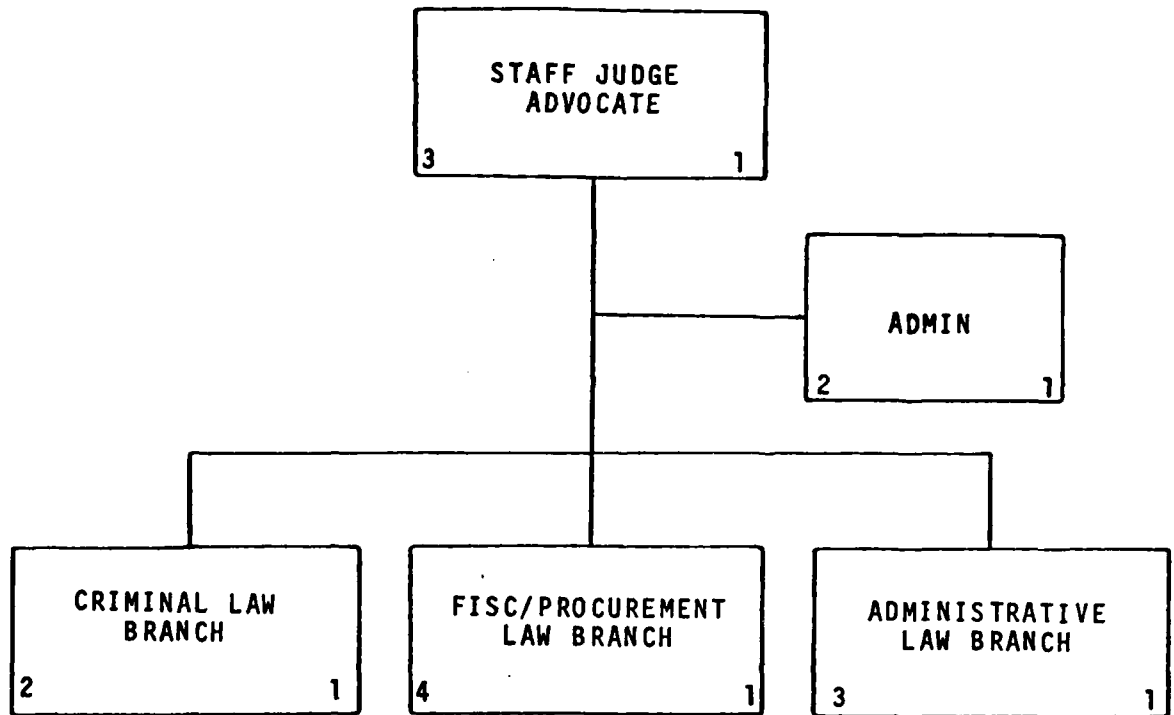 STAFF JUDGE
ADVOCATE
3 1
ADMIN
2 1
CRIMINAL LAW
BRANCH
2 1
FISC/PROCUREMENT
LAW BRANCH
4 1
ADMINISTRATIVE
LAW BRANCH
3 1